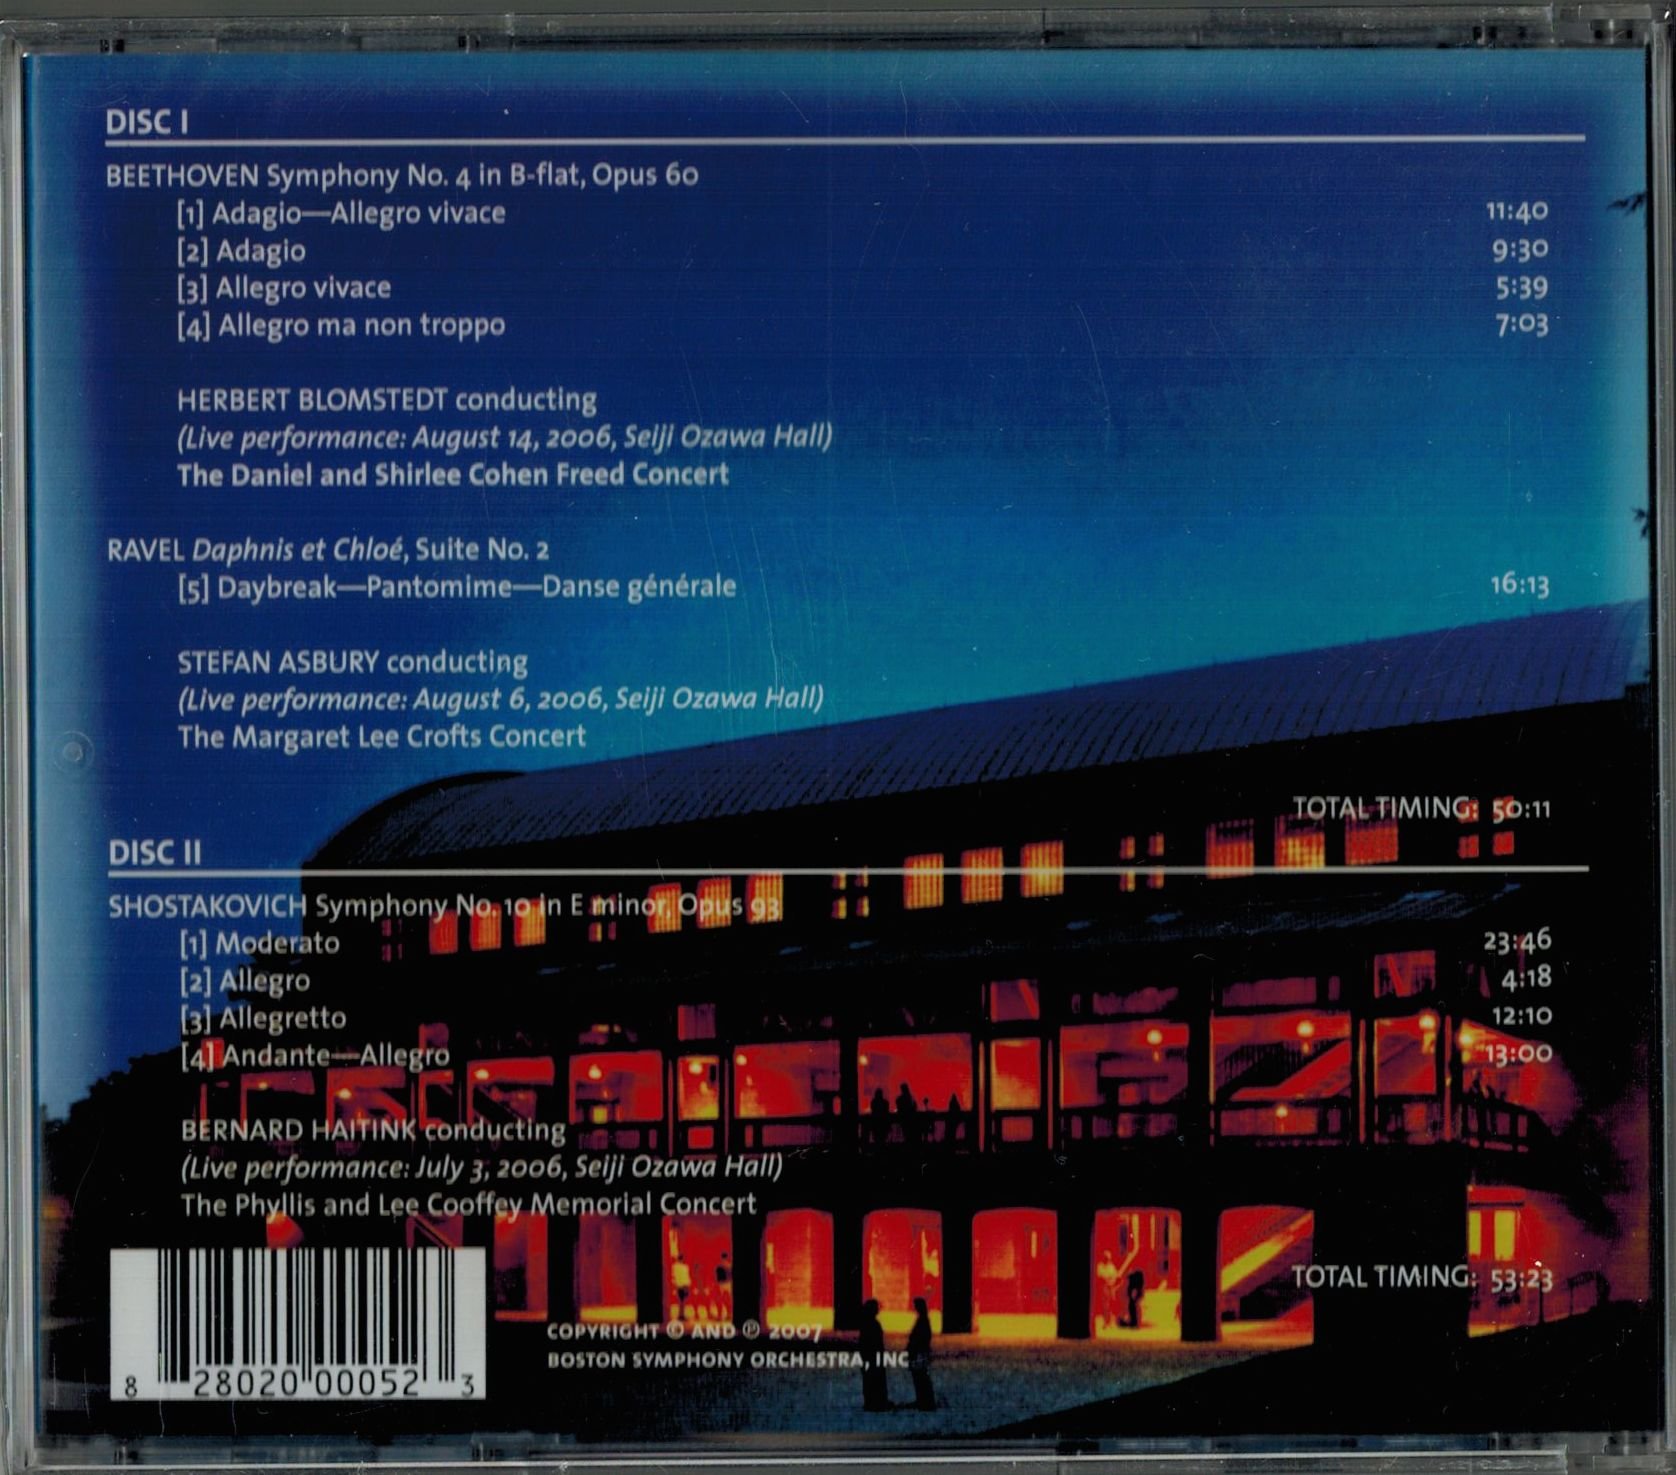 DISC I
BEETHOVEN Symphony No. 4 in B-flat, Opus 60
[1] Adagio—Allegro vivace 11:40
[2] Adagio 9:30
[3] Allegro vivace 5:39
[4] Allegro ma non troppo 7:03
HERBERT BLOMSTEDT conducting
(Live performance: August 14, 2006, Seiji Ozawa Hall)
The Daniel and Shirlee Cohen Freed Concert
RAVEL Daphnis et Chloé, Suite No. 2
[5] Daybreak—Pantomime—Danse générale 16:13
STEFAN ASBURY conducting
(Live performance: August 6, 2006, Seiji Ozawa Hall)
The Margaret Lee Crofts Concert
TOTAL TIMING: 50:11
DISC II
SHOSTAKOVICH Symphony No. 10 in E minor, Opus 93
[1] Moderato 23:46
[2] Allegro 4:18
[3] Allegretto 12:10
[4] Andante—Allegro 13:00
BERNARD HAITINK conducting
(Live performance: July 3, 2006, Seiji Ozawa Hall)
The Phyllis and Lee Cooffey Memorial Concert
TOTAL TIMING: 53:23
COPYRIGHT © AND ℗ 2007
BOSTON SYMPHONY ORCHESTRA, INC
8 28020 00052 3